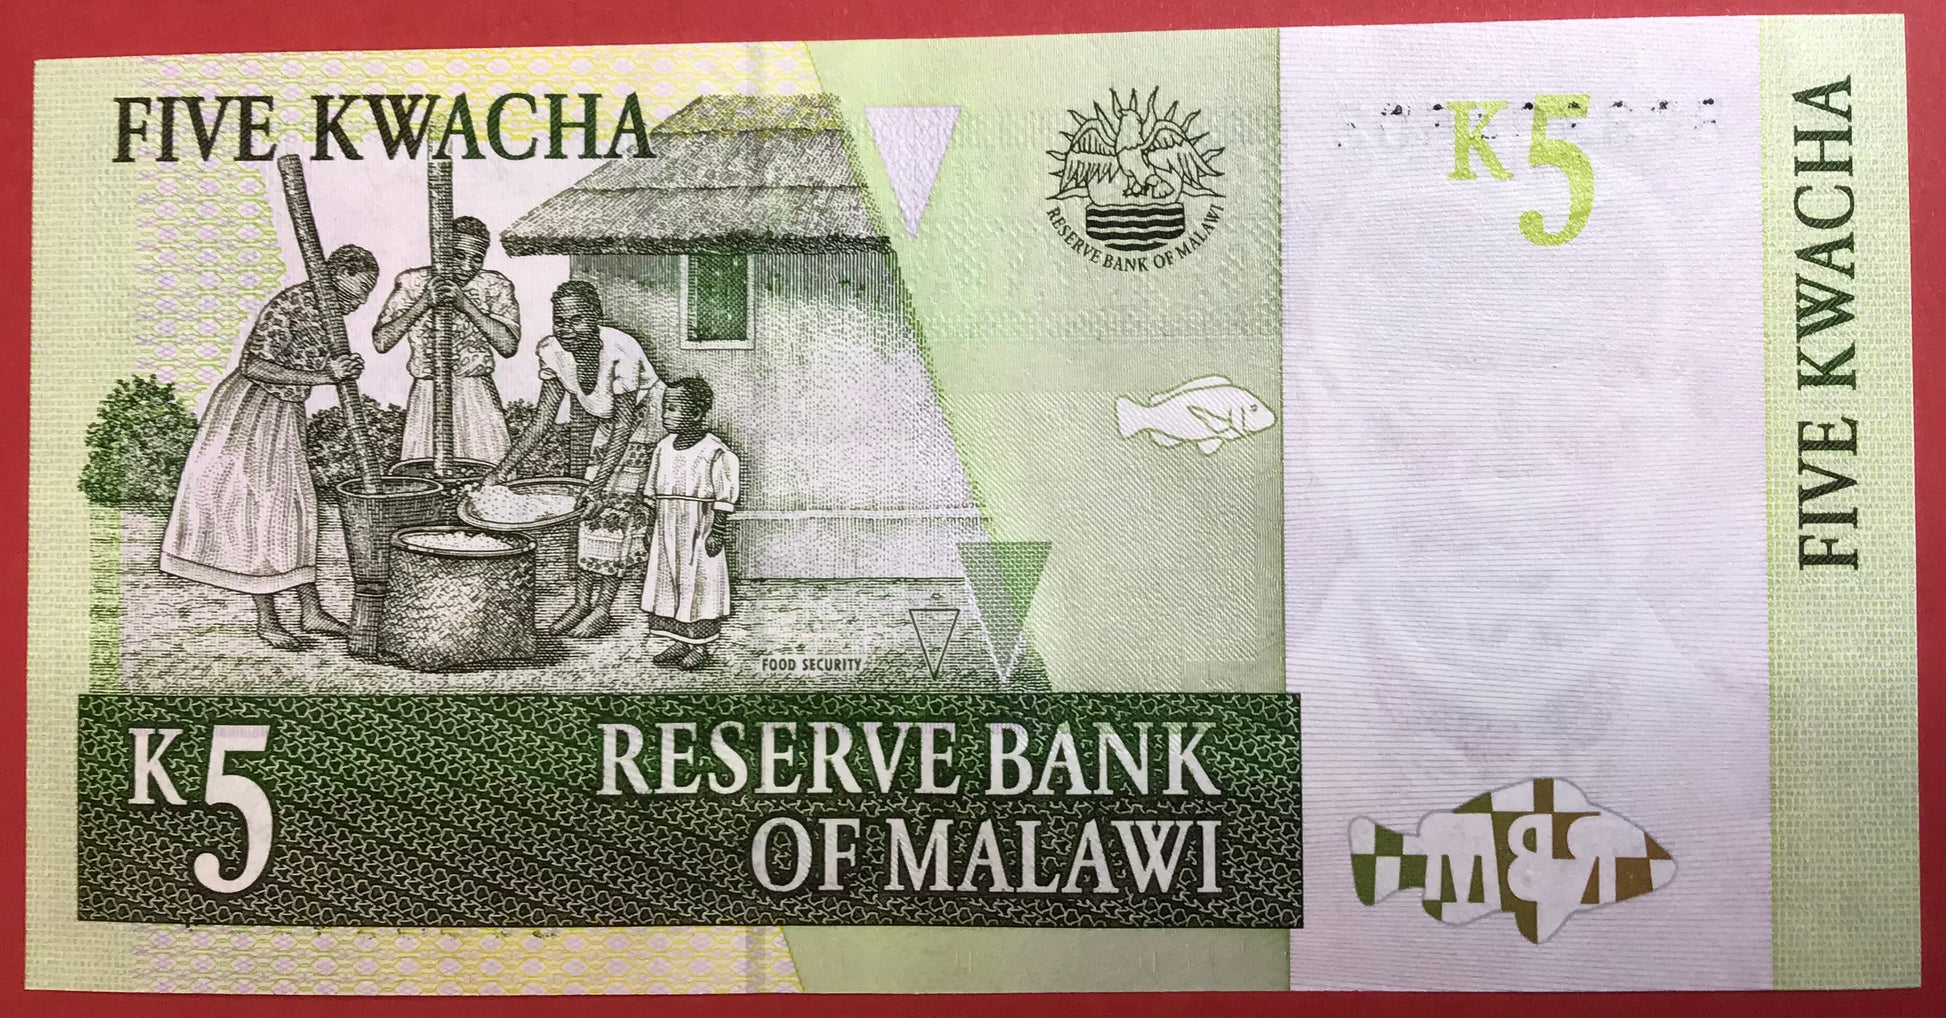 FIVE KWACHA
RESERVE BANK OF MALAWI
K5
FIVE KWACHA
FOOD SECURITY
K5
RESERVE BANK
OF MALAWI